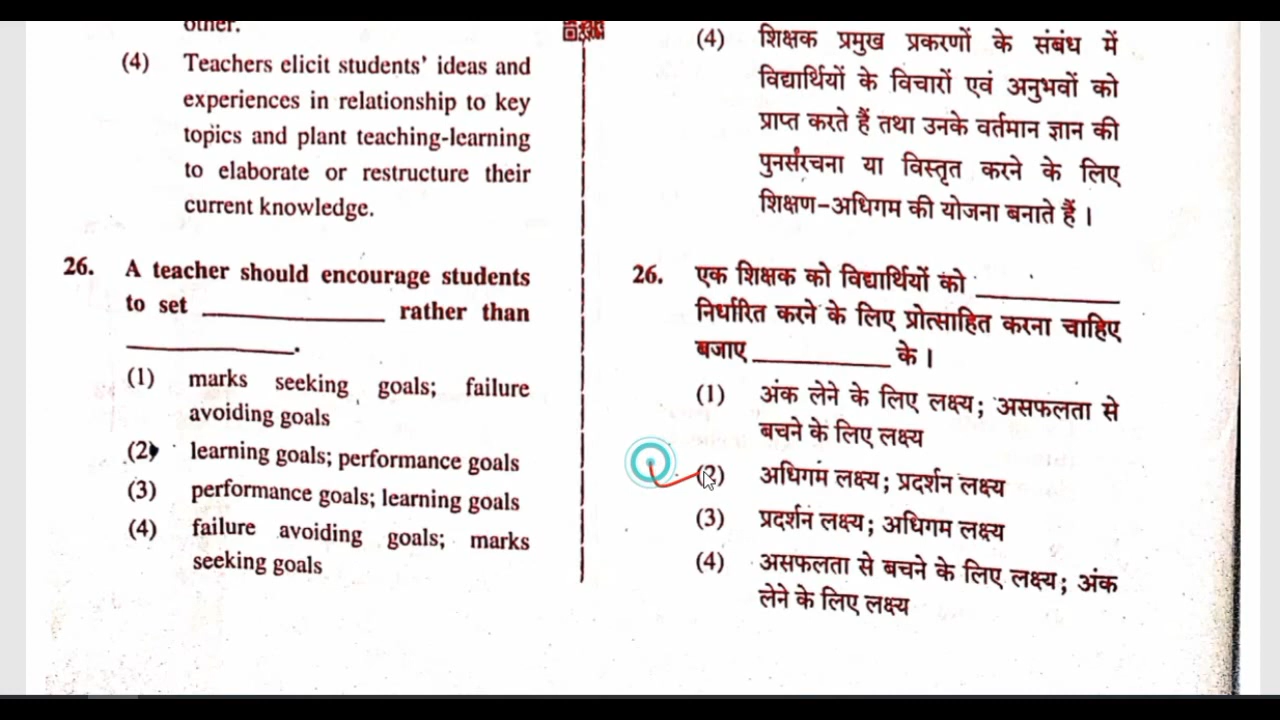 other.
(4) Teachers elicit students' ideas and
experiences in relationship to key
topics and plant teaching-learning
to elaborate or restructure their
current knowledge.
26. A teacher should encourage students
to set ____________ rather than
____________.
(1) marks seeking goals; failure
avoiding goals
(2) learning goals; performance goals
(3) performance goals; learning goals
(4) failure avoiding goals; marks
seeking goals
(4) शिक्षक प्रमुख प्रकरणों के संबंध में
विद्यार्थियों के विचारों एवं अनुभवों को
प्राप्त करते हैं तथा उनके वर्तमान ज्ञान की
पुनर्संरचना या विस्तृत करने के लिए
शिक्षण-अधिगम की योजना बनाते हैं ।
26. एक शिक्षक को विद्यार्थियों को ____________
निर्धारित करने के लिए प्रोत्साहित करना चाहिए
बजाए ____________ के ।
(1) अंक लेने के लिए लक्ष्य; असफलता से
बचने के लिए लक्ष्य
(2) अधिगम लक्ष्य; प्रदर्शन लक्ष्य
(3) प्रदर्शन लक्ष्य; अधिगम लक्ष्य
(4) असफलता से बचने के लिए लक्ष्य; अंक
लेने के लिए लक्ष्य